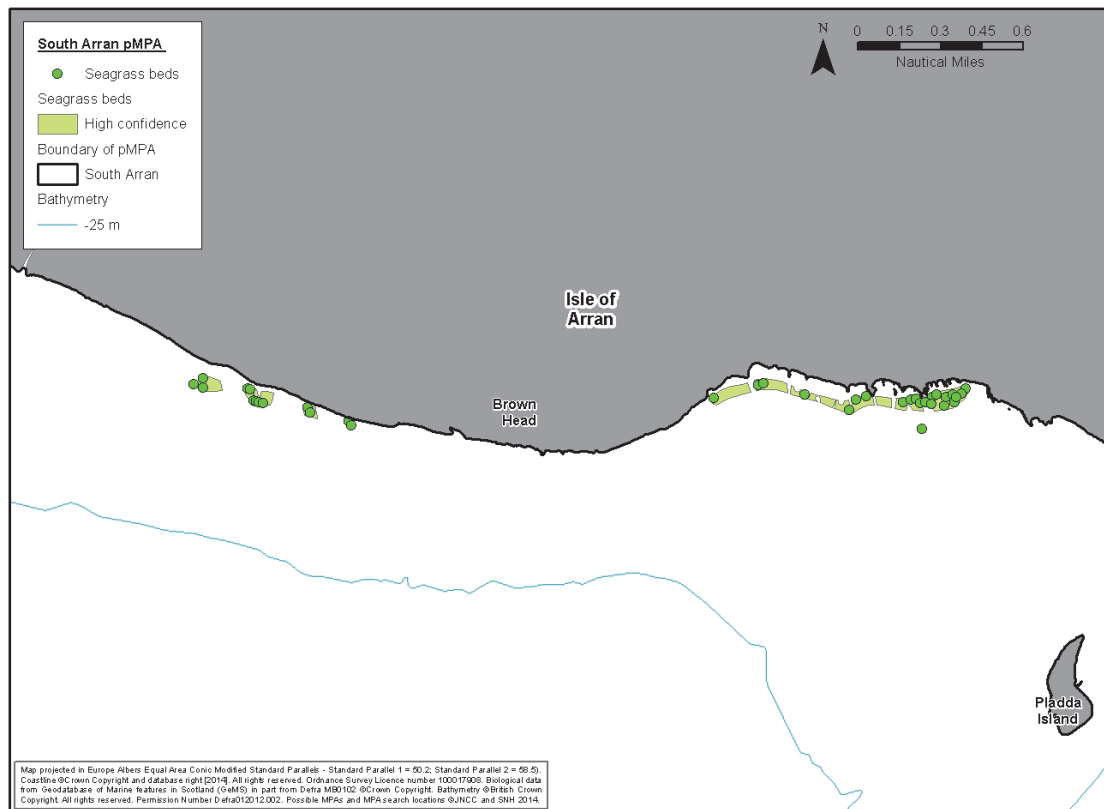 South Arran pMPA
Seagrass beds
Seagrass beds
High confidence
Boundary of pMPA
South Arran
Bathymetry
-25 m
N
0 0.15 0.3 0.45 0.6
Nautical Miles
Isle of
Arran
Brown
Head
Pladda
Island
Map projected in Europe Albers Equal Area Conic Modified Standard Parallels - Standard Parallel 1 = 50.2; Standard Parallel 2 = 58.5).
Coastline ©Crown Copyright and database right [2014]. All rights reserved. Ordnance Survey Licence number 100017908. Biological data
from Geodatabase of Marine features in Scotland (GeMS) in part from Defra MB0102 ©Crown Copyright. Bathymetry ©British Crown
Copyright. All rights reserved. Permission Number Defra012012.002. Possible MPAs and MPA search locations ©JNCC and SNH 2014.